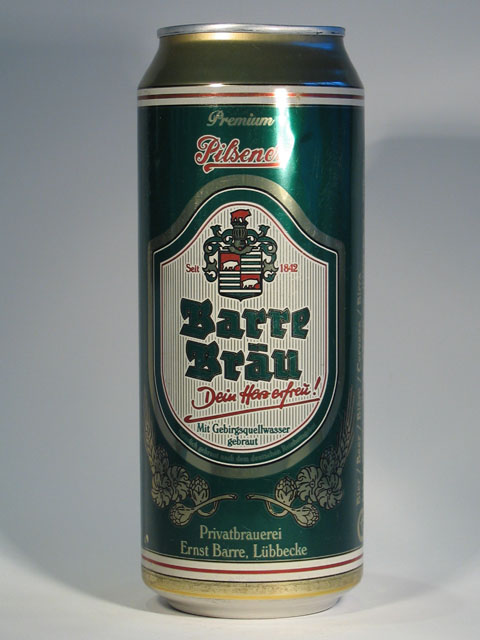 Premium
Pilsener
Seit 1842
Barre
Bräu
Dein Herz erfreu!
Mit Gebirgsquellwasser
gebraut
Privatbrauerei
Ernst Barre, Lübbecke